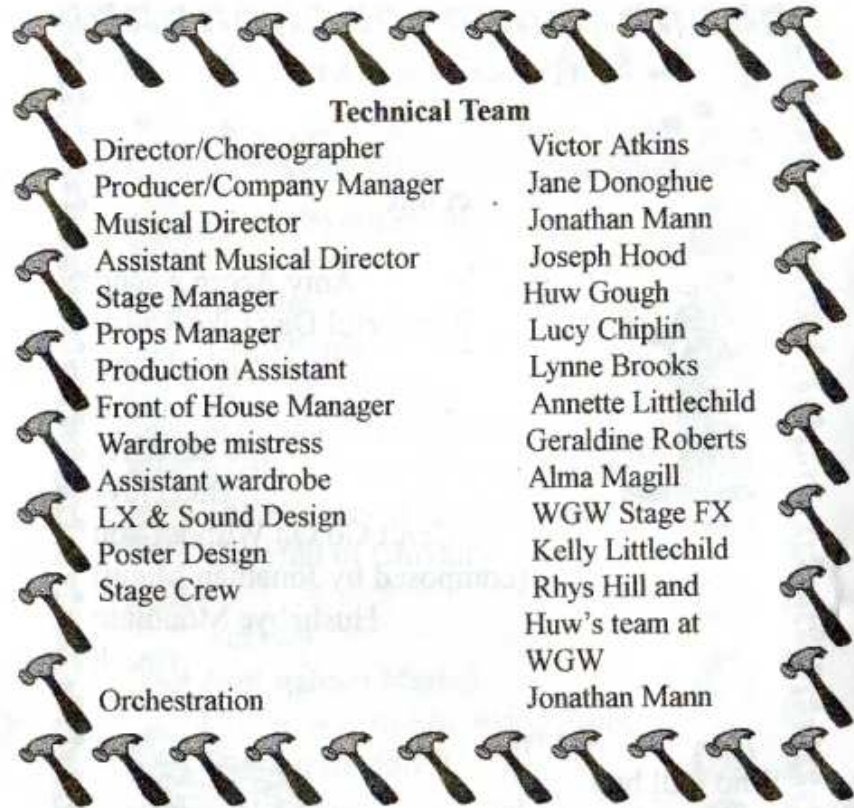 Technical Team
Director/Choreographer Victor Atkins
Producer/Company Manager Jane Donoghue
Musical Director Jonathan Mann
Assistant Musical Director Joseph Hood
Stage Manager Huw Gough
Props Manager Lucy Chiplin
Production Assistant Lynne Brooks
Front of House Manager Annette Littlechild
Wardrobe mistress Geraldine Roberts
Assistant wardrobe Alma Magill
LX & Sound Design WGW Stage FX
Poster Design Kelly Littlechild
Stage Crew Rhys Hill and
Huw's team at
WGW
Orchestration Jonathan Mann